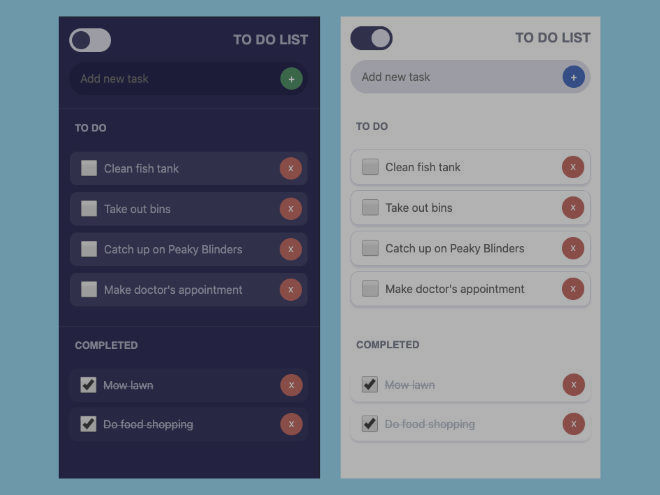 TO DO LIST
Add new task
+
TO DO
Clean fish tank
x
Take out bins
x
Catch up on Peaky Blinders
x
Make doctor's appointment
x
COMPLETED
Mow lawn
x
Do food shopping
x
TO DO LIST
Add new task
+
TO DO
Clean fish tank
x
Take out bins
x
Catch up on Peaky Blinders
x
Make doctor's appointment
x
COMPLETED
Mow lawn
x
Do food shopping
x